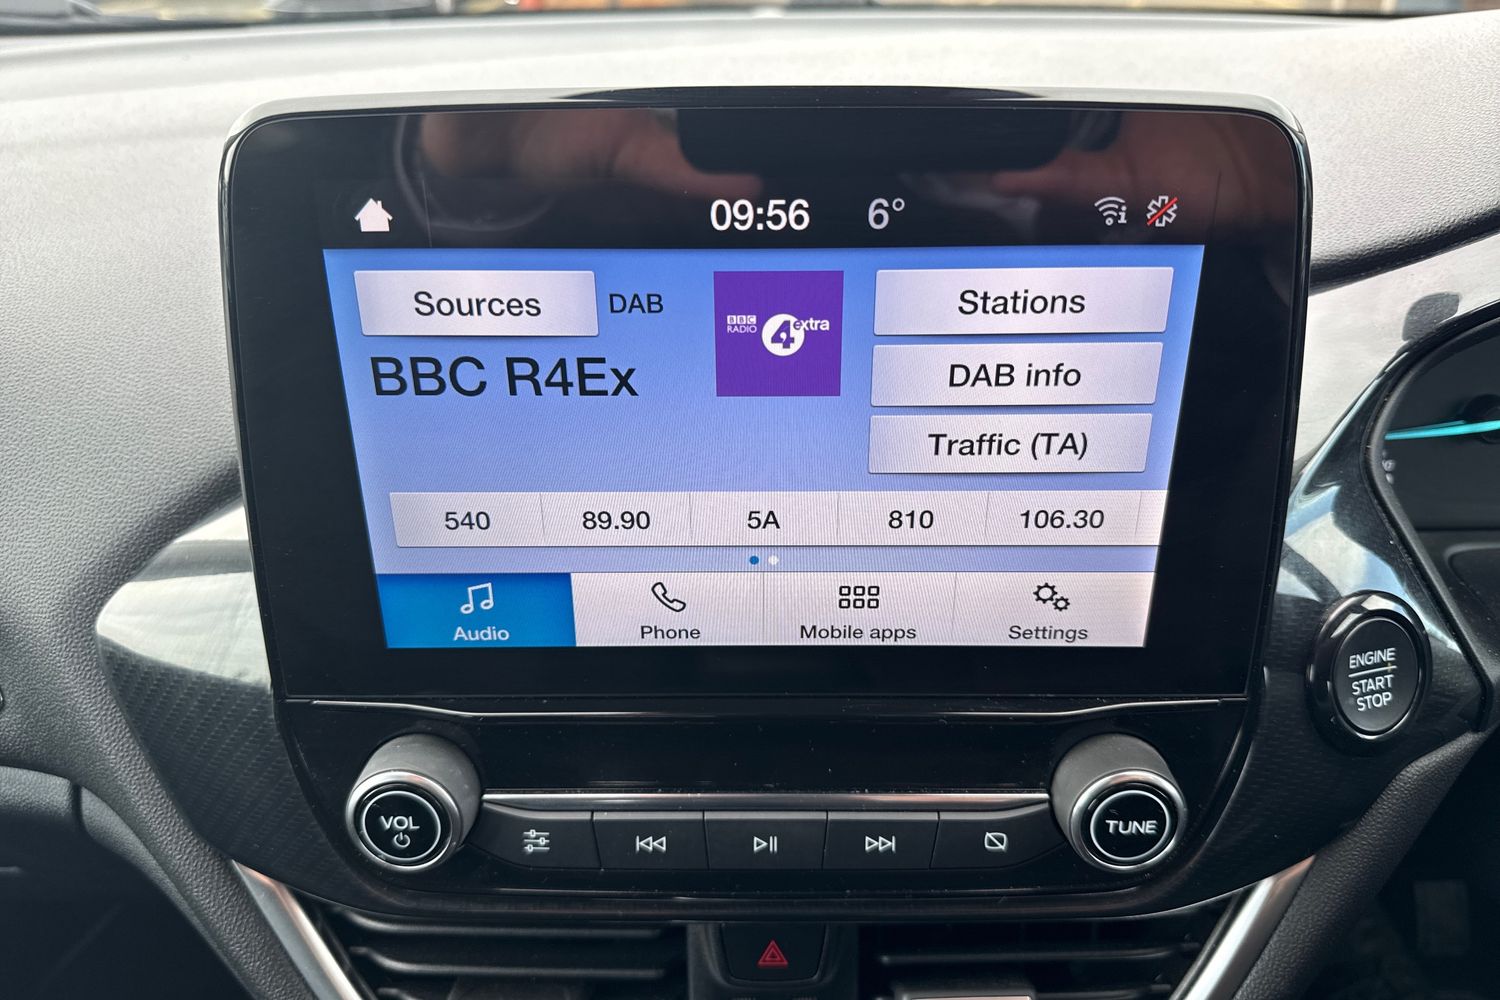 09:56 6°
Sources DAB
BBC R4Ex
BBC
RADIO
4 extra
Stations
DAB info
Traffic (TA)
540 89.90 5A 810 106.30
Audio Phone Mobile apps Settings
ENGINE
START
STOP
VOL
TUNE